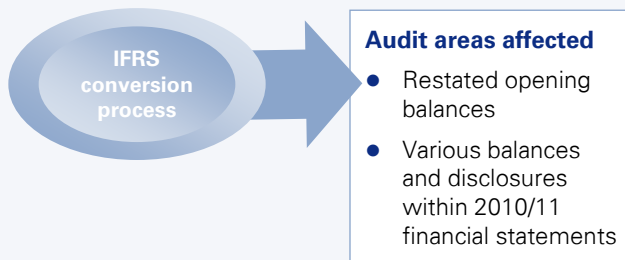 IFRS
conversion
process
Audit areas affected
● Restated opening
balances
● Various balances
and disclosures
within 2010/11
financial statements